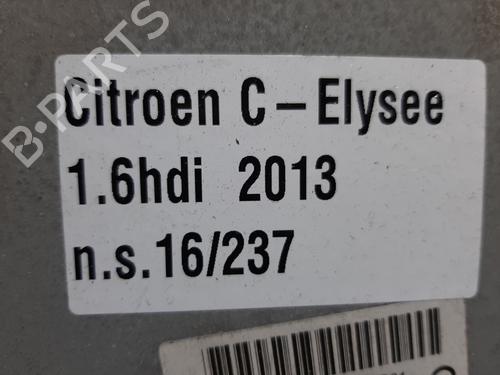 B-PARTS
Citroen C-Elysee
1.6hdi 2013
n.s.16/237